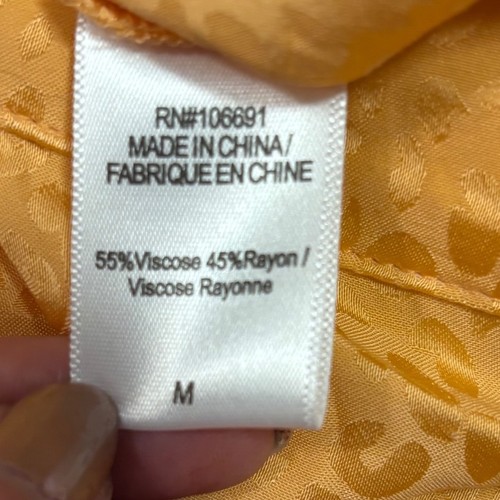 RN#106691
MADE IN CHINA/
FABRIQUE EN CHINE
55%Viscose 45%Rayon /
Viscose Rayonne
M